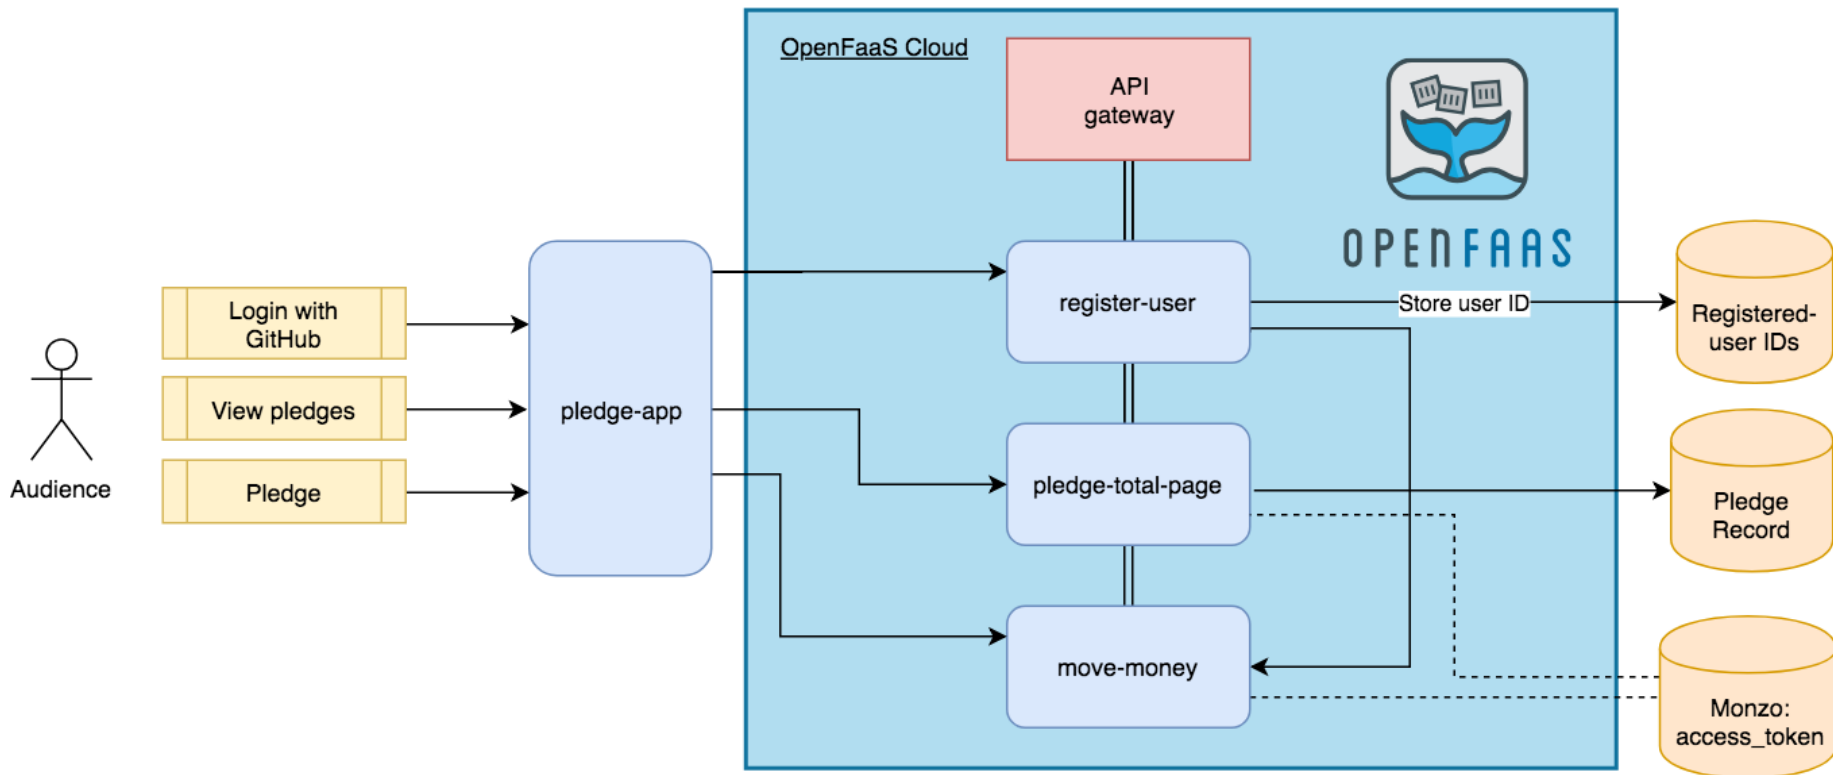 OpenFaaS Cloud
API
gateway
OPENFAAS
Login with
GitHub
View pledges
Pledge
Audience
pledge-app
register-user
Store user ID
Registered-
user IDs
pledge-total-page
Pledge
Record
move-money
Monzo:
access_token